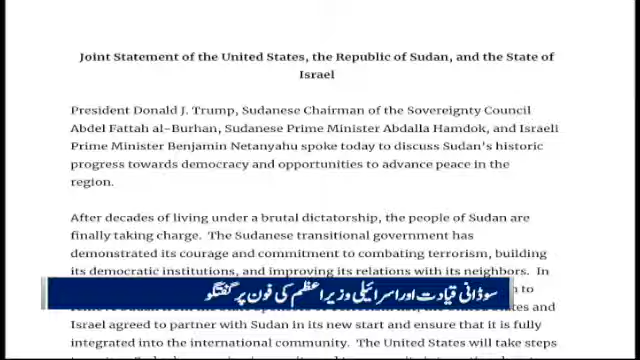 Joint Statement of the United States, the Republic of Sudan, and the State of
Israel
President Donald J. Trump, Sudanese Chairman of the Sovereignty Council
Abdel Fattah al-Burhan, Sudanese Prime Minister Abdalla Hamdok, and Israeli
Prime Minister Benjamin Netanyahu spoke today to discuss Sudan's historic
progress towards democracy and opportunities to advance peace in the
region.
After decades of living under a brutal dictatorship, the people of Sudan are
finally taking charge. The Sudanese transitional government has
demonstrated its courage and commitment to combating terrorism, building
its democratic institutions, and improving its relations with its neighbors. In
سوڈانی قیادت اور اسرائیلی وزیراعظم کی فون پر گفتگو
and
Israel agreed to partner with Sudan in its new start and ensure that it is fully
integrated into the international community. The United States will take steps